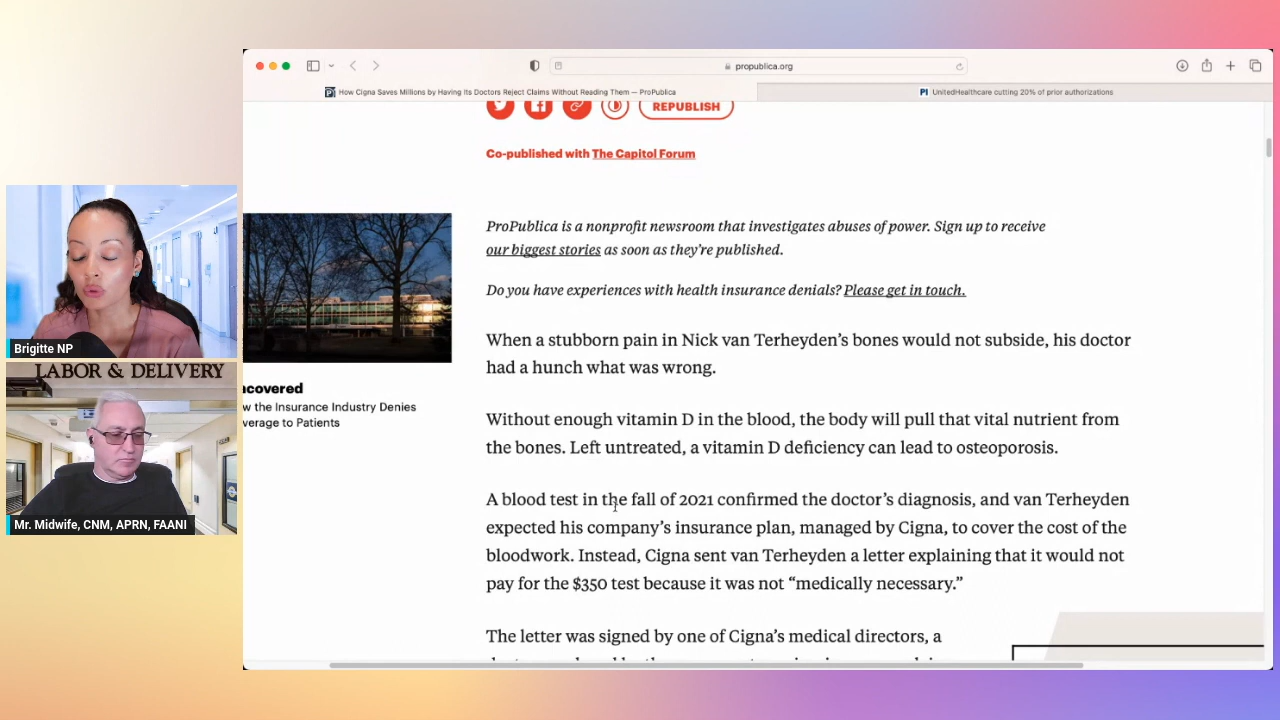 propublica.org
How Cigna Saves Millions by Having Its Doctors Reject Claims Without Reading Them — ProPublica
UnitedHealthcare cutting 20% of prior authorizations
REPUBLISH
Co-published with The Capitol Forum
ProPublica is a nonprofit newsroom that investigates abuses of power. Sign up to receive
our biggest stories as soon as they’re published.
Do you have experiences with health insurance denials? Please get in touch.
ncovered
w the Insurance Industry Denies
verage to Patients
When a stubborn pain in Nick van Terheyden’s bones would not subside, his doctor
had a hunch what was wrong.
Without enough vitamin D in the blood, the body will pull that vital nutrient from
the bones. Left untreated, a vitamin D deficiency can lead to osteoporosis.
A blood test in the fall of 2021 confirmed the doctor’s diagnosis, and van Terheyden
expected his company’s insurance plan, managed by Cigna, to cover the cost of the
bloodwork. Instead, Cigna sent van Terheyden a letter explaining that it would not
pay for the $350 test because it was not “medically necessary.”
The letter was signed by one of Cigna’s medical directors, a
Brigitte NP
LABOR & DELIVERY
Mr. Midwife, CNM, APRN, FAANI